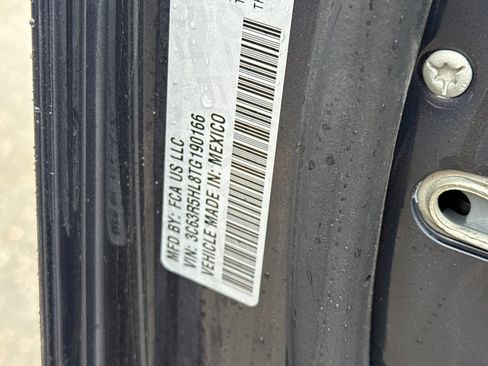 MFD BY: FCA US LLC
VIN: 3C63R5HL8TG190166
VEHICLE MADE IN: MEXICO